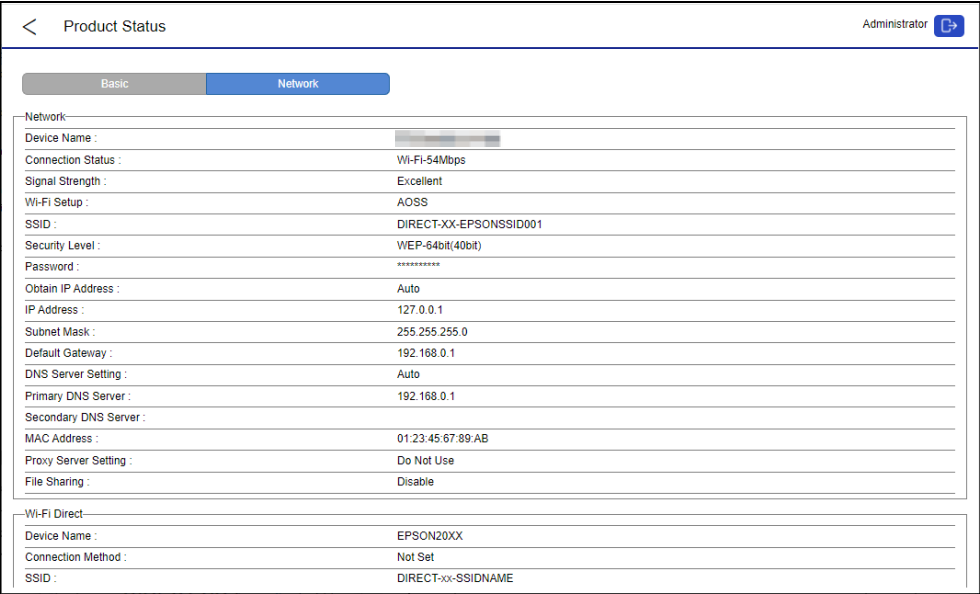 Product Status
Administrator
Basic
Network
Network
Device Name :
Connection Status : Wi-Fi-54Mbps
Signal Strength : Excellent
Wi-Fi Setup : AOSS
SSID : DIRECT-XX-EPSONSSID001
Security Level : WEP-64bit(40bit)
Password : **********
Obtain IP Address : Auto
IP Address : 127.0.0.1
Subnet Mask : 255.255.255.0
Default Gateway : 192.168.0.1
DNS Server Setting : Auto
Primary DNS Server : 192.168.0.1
Secondary DNS Server :
MAC Address : 01:23:45:67:89:AB
Proxy Server Setting : Do Not Use
File Sharing : Disable
Wi-Fi Direct
Device Name : EPSON20XX
Connection Method : Not Set
SSID : DIRECT-xx-SSIDNAME